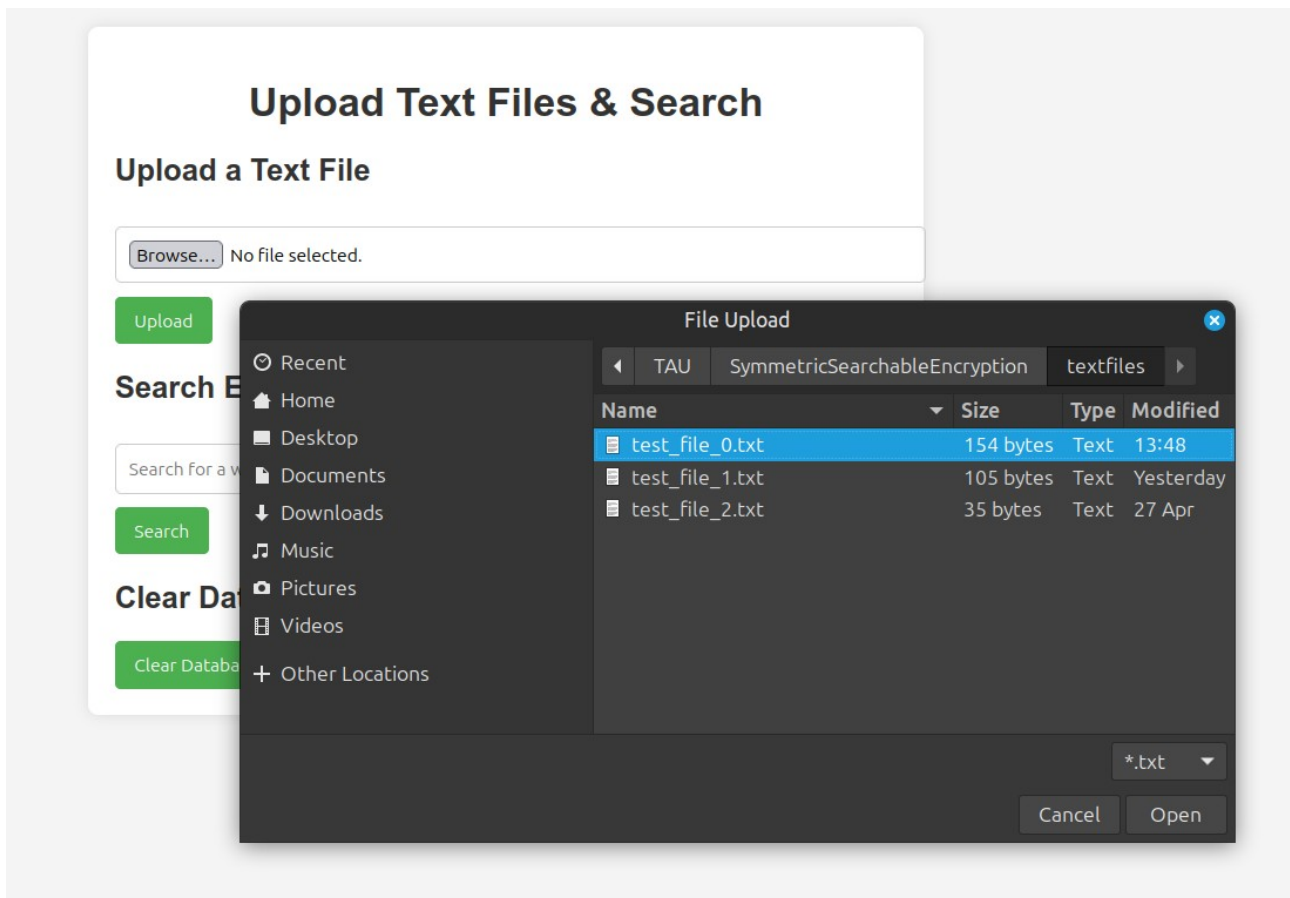 Upload Text Files & Search
Upload a Text File
Browse... No file selected.
Upload
Search
Search for a
Search
Clear
Clear
File Upload
Recent
Home
Desktop
Documents
Downloads
Music
Pictures
Videos
Other Locations
TAU SymmetricSearchableEncryption textfiles
Name Size Type Modified
test_file_0.txt 154 bytes Text 13:48
test_file_1.txt 105 bytes Text Yesterday
test_file_2.txt 35 bytes Text 27 Apr
*.txt
Cancel Open